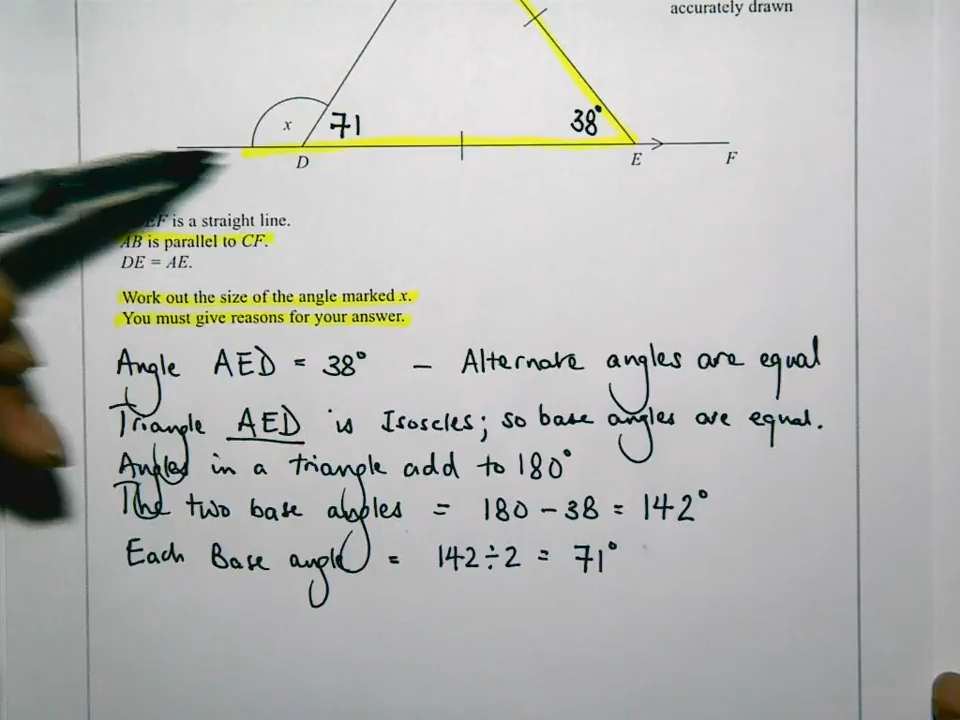 accurately drawn
x
71
38°
D
E
F
EF is a straight line.
AB is parallel to CF.
DE = AE.
Work out the size of the angle marked x.
You must give reasons for your answer.
Angle AED = 38° - Alternate angles are equal
Triangle AED is Isoscles; so base angles are equal.
Angles in a triangle add to 180°
The two base angles = 180 - 38 = 142°
Each Base angle = 142 ÷ 2 = 71°